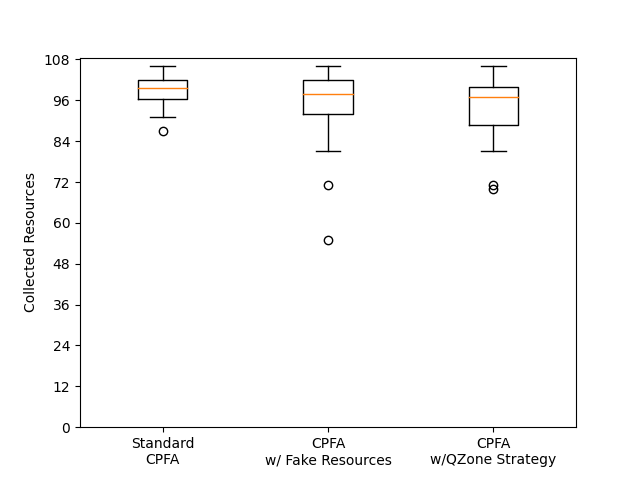 108
96
84
72
60
48
36
24
12
0
Collected Resources
Standard
CPFA
CPFA
w/ Fake Resources
CPFA
w/QZone Strategy